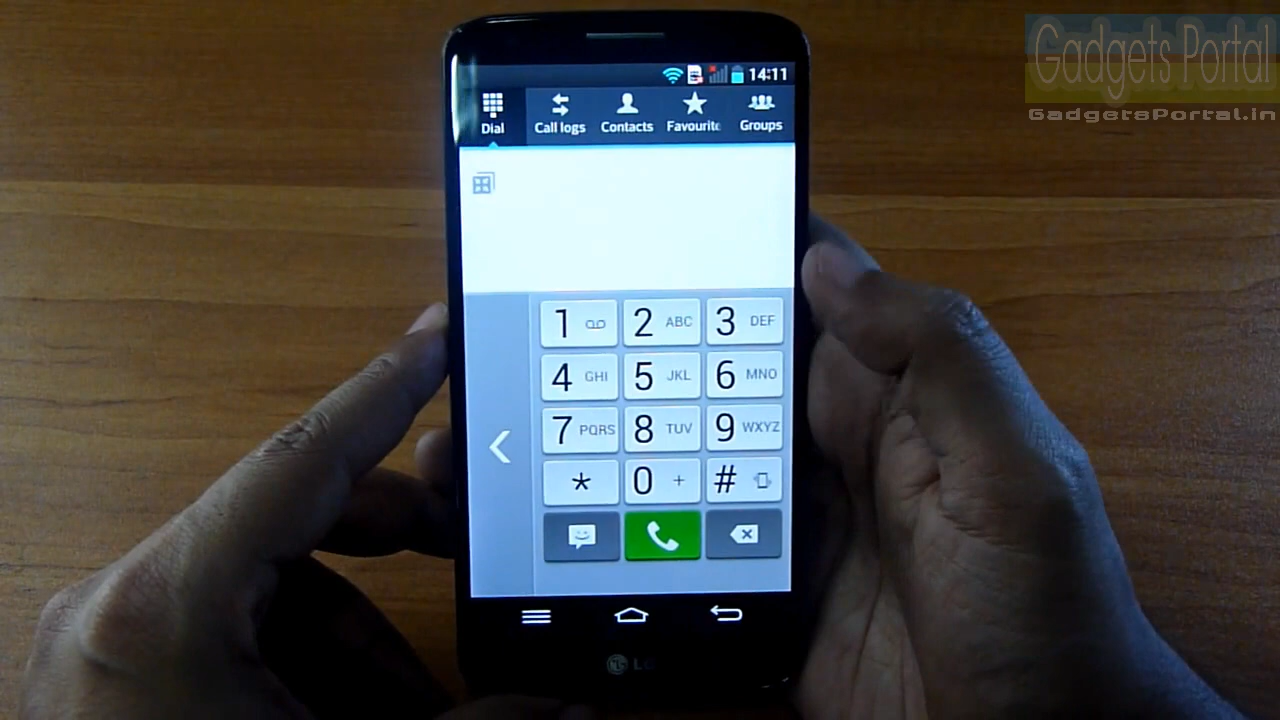 Gadgets Portal
GadgetsPortal.in
14:11
Dial
Call logs
Contacts
Favourite
Groups
1
2 ABC
3 DEF
4 GHI
5 JKL
6 MNO
7 PQRS
8 TUV
9 WXYZ
*
0 +
#
LG